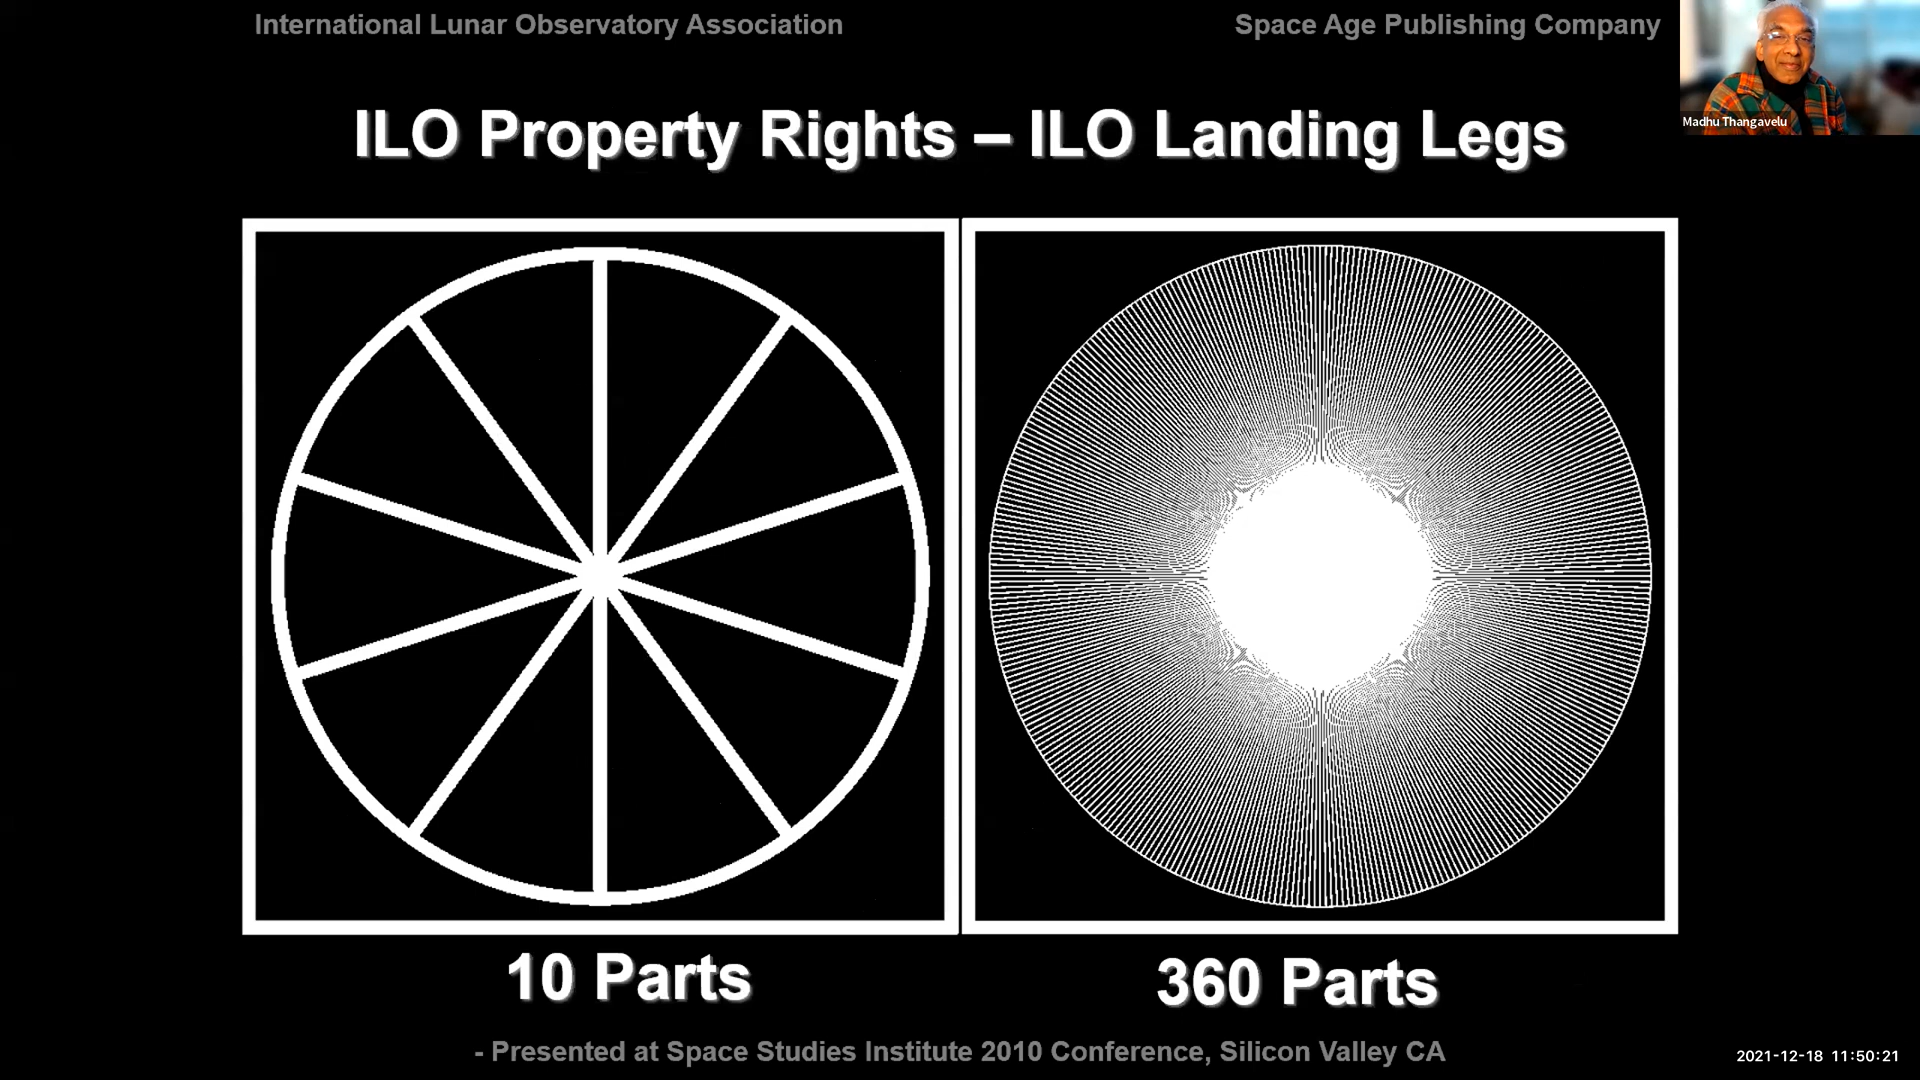 International Lunar Observatory Association
Space Age Publishing Company
Madhu Thangavelu
ILO Property Rights – ILO Landing Legs
10 Parts
360 Parts
- Presented at Space Studies Institute 2010 Conference, Silicon Valley CA
2021-12-18 11:50:21